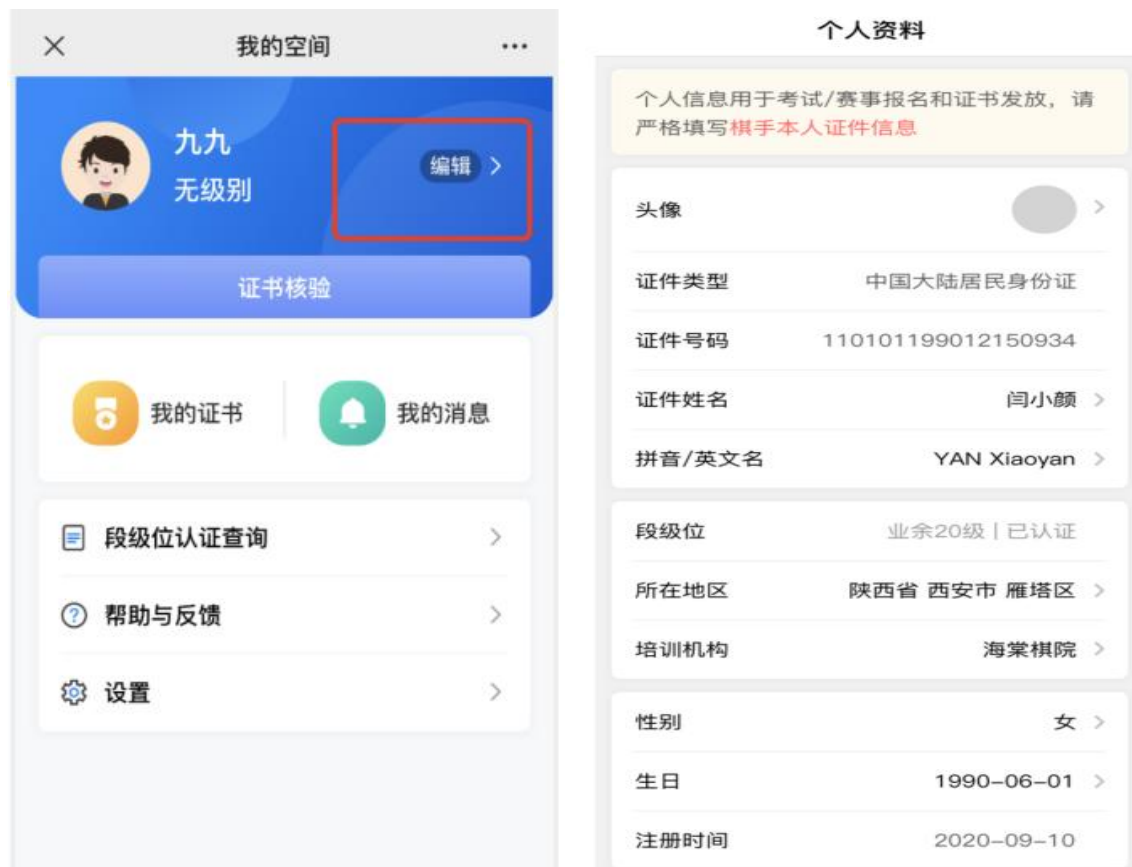 我的空间
九九
无级别
编辑
证书核验
我的证书
我的消息
段级位认证查询
帮助与反馈
设置
个人资料
个人信息用于考试/赛事报名和证书发放，请
严格填写棋手本人证件信息
头像
证件类型 中国大陆居民身份证
证件号码 110101199012150934
证件姓名 闫小颜
拼音/英文名 YAN Xiaoyan
段级位 业余20级 | 已认证
所在地区 陕西省 西安市 雁塔区
培训机构 海棠棋院
性别 女
生日 1990-06-01
注册时间 2020-09-10